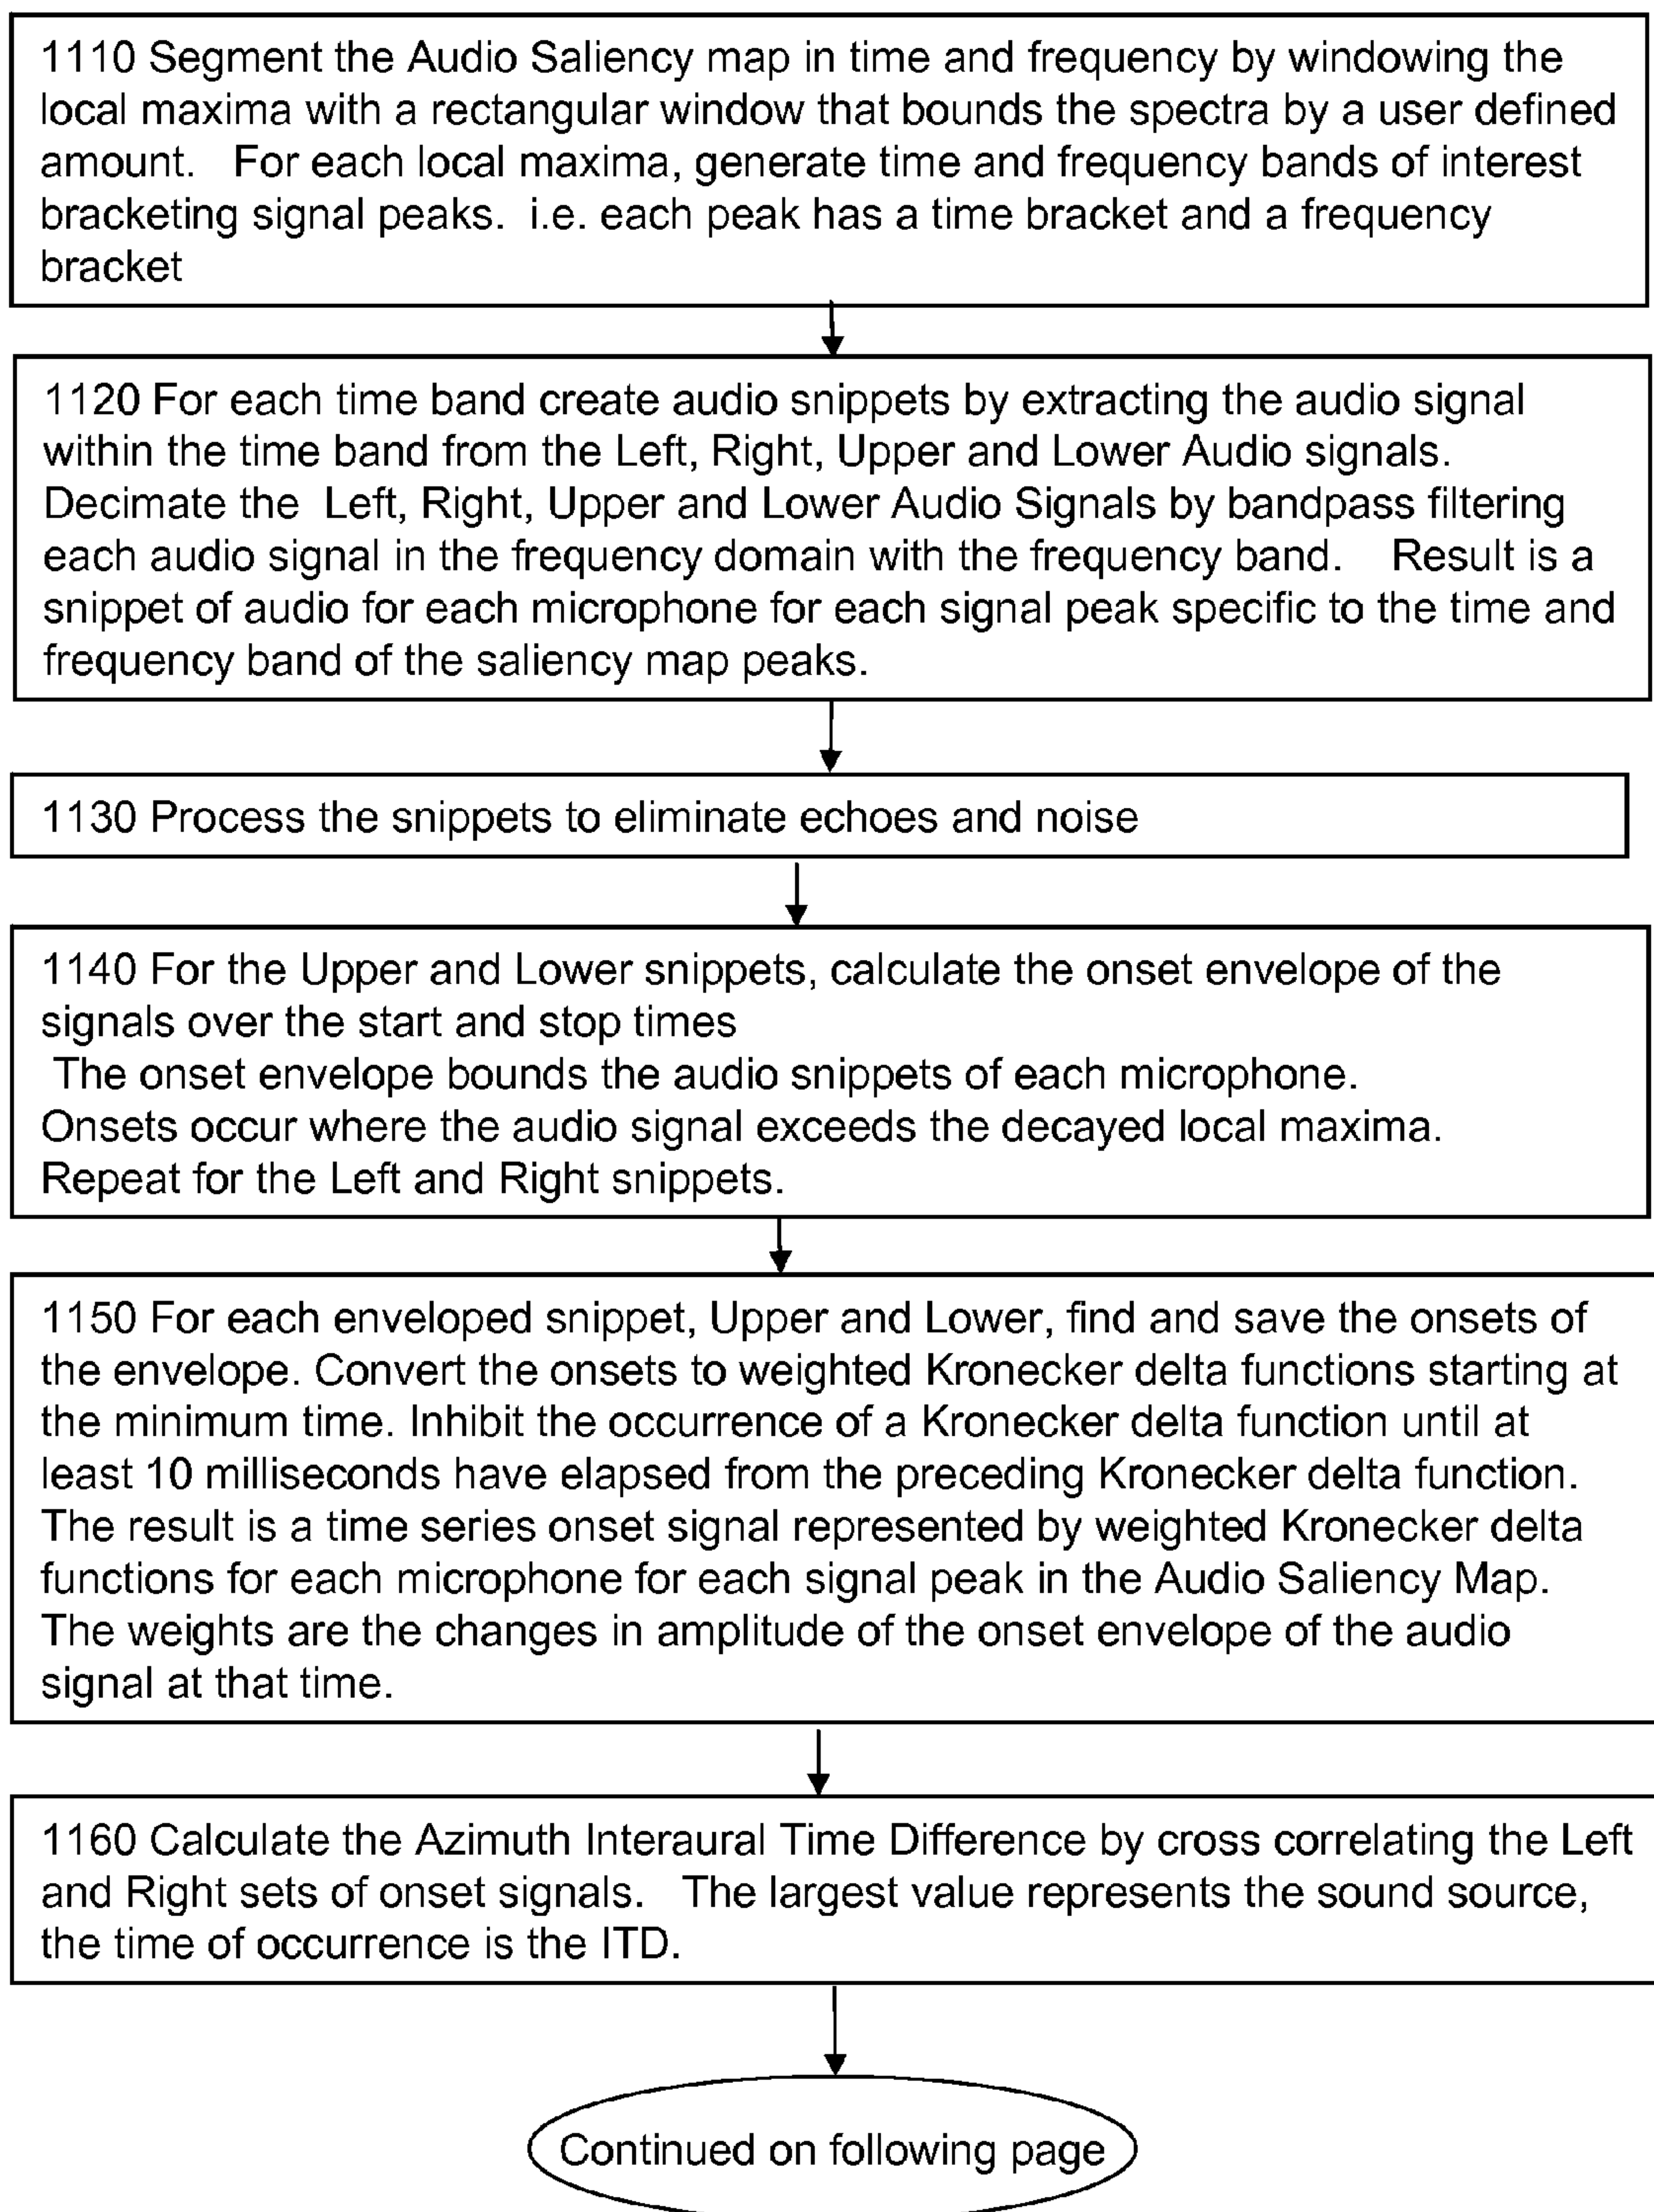 1110 Segment the Audio Saliency map in time and frequency by windowing the
local maxima with a rectangular window that bounds the spectra by a user defined
amount. For each local maxima, generate time and frequency bands of interest
bracketing signal peaks. i.e. each peak has a time bracket and a frequency
bracket
1120 For each time band create audio snippets by extracting the audio signal
within the time band from the Left, Right, Upper and Lower Audio signals.
Decimate the Left, Right, Upper and Lower Audio Signals by bandpass filtering
each audio signal in the frequency domain with the frequency band. Result is a
snippet of audio for each microphone for each signal peak specific to the time and
frequency band of the saliency map peaks.
1130 Process the snippets to eliminate echoes and noise
1140 For the Upper and Lower snippets, calculate the onset envelope of the
signals over the start and stop times
The onset envelope bounds the audio snippets of each microphone.
Onsets occur where the audio signal exceeds the decayed local maxima.
Repeat for the Left and Right snippets.
1150 For each enveloped snippet, Upper and Lower, find and save the onsets of
the envelope. Convert the onsets to weighted Kronecker delta functions starting at
the minimum time. Inhibit the occurrence of a Kronecker delta function until at
least 10 milliseconds have elapsed from the preceding Kronecker delta function.
The result is a time series onset signal represented by weighted Kronecker delta
functions for each microphone for each signal peak in the Audio Saliency Map.
The weights are the changes in amplitude of the onset envelope of the audio
signal at that time.
1160 Calculate the Azimuth Interaural Time Difference by cross correlating the Left
and Right sets of onset signals. The largest value represents the sound source,
the time of occurrence is the ITD.
Continued on following page